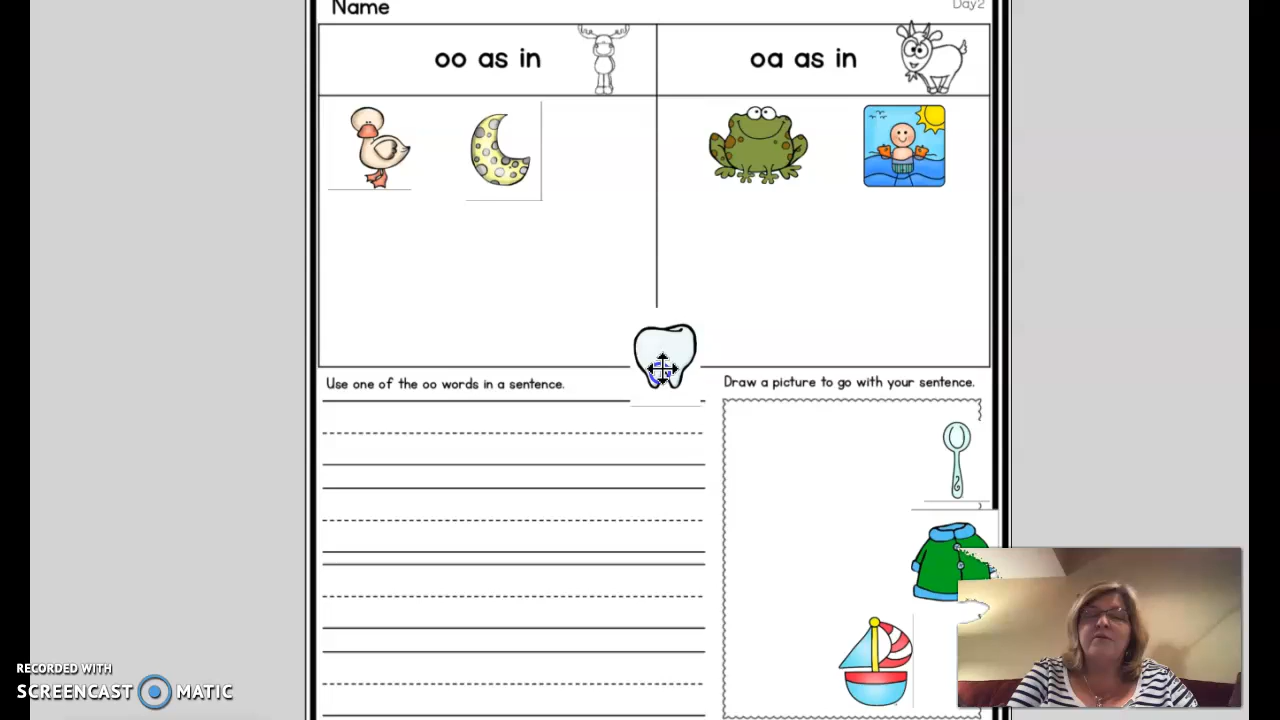 Name
Day2
oo as in
oa as in
Use one of the oo words in a sentence.
Draw a picture to go with your sentence.
RECORDED WITH
SCREENCAST MATIC